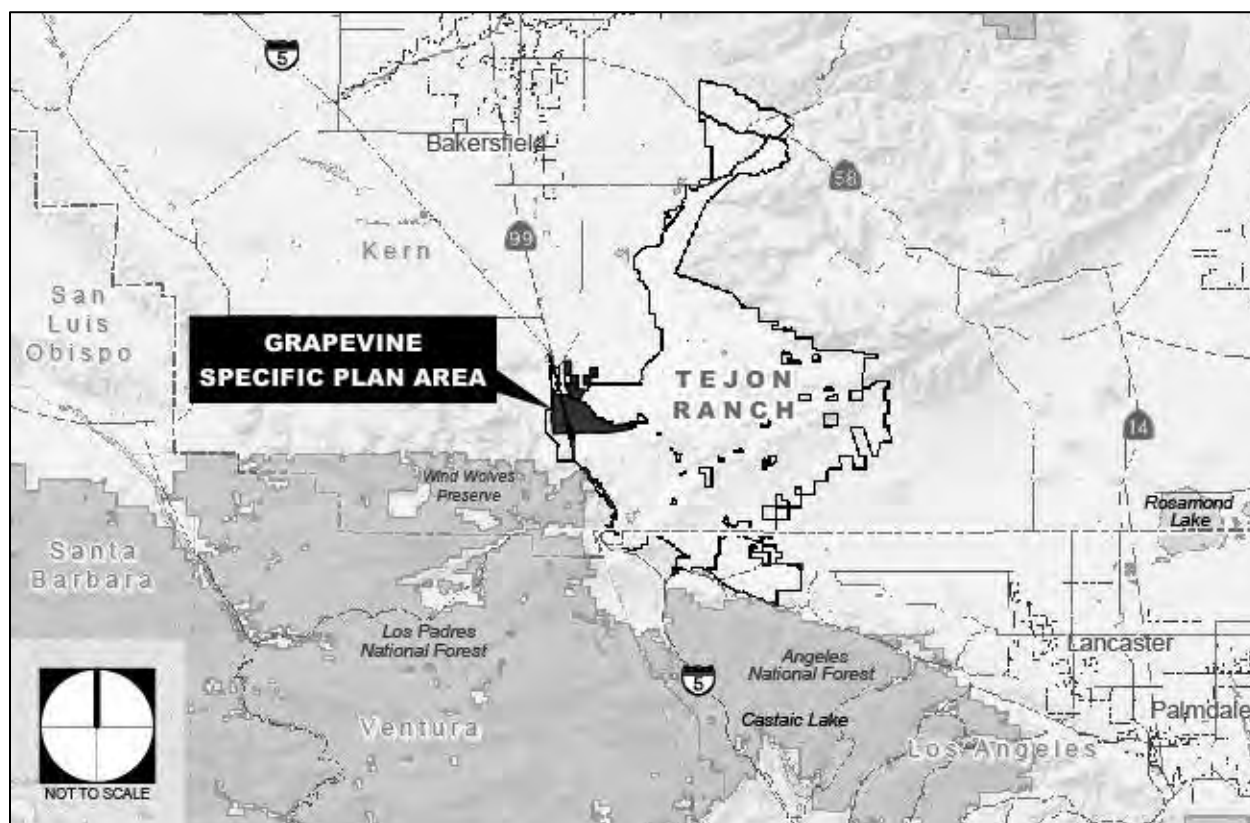 5
Bakersfield
58
99
Kern
San
Luis
Obispo
GRAPEVINE
SPECIFIC PLAN AREA
TEJON
RANCH
14
Wind Wolves
Preserve
Rosamond
Lake
Santa
Barbara
Los Padres
National Forest
Angeles
National Forest
Lancaster
5
Castaic Lake
Palmdale
Ventura
Los Angeles
NOT TO SCALE